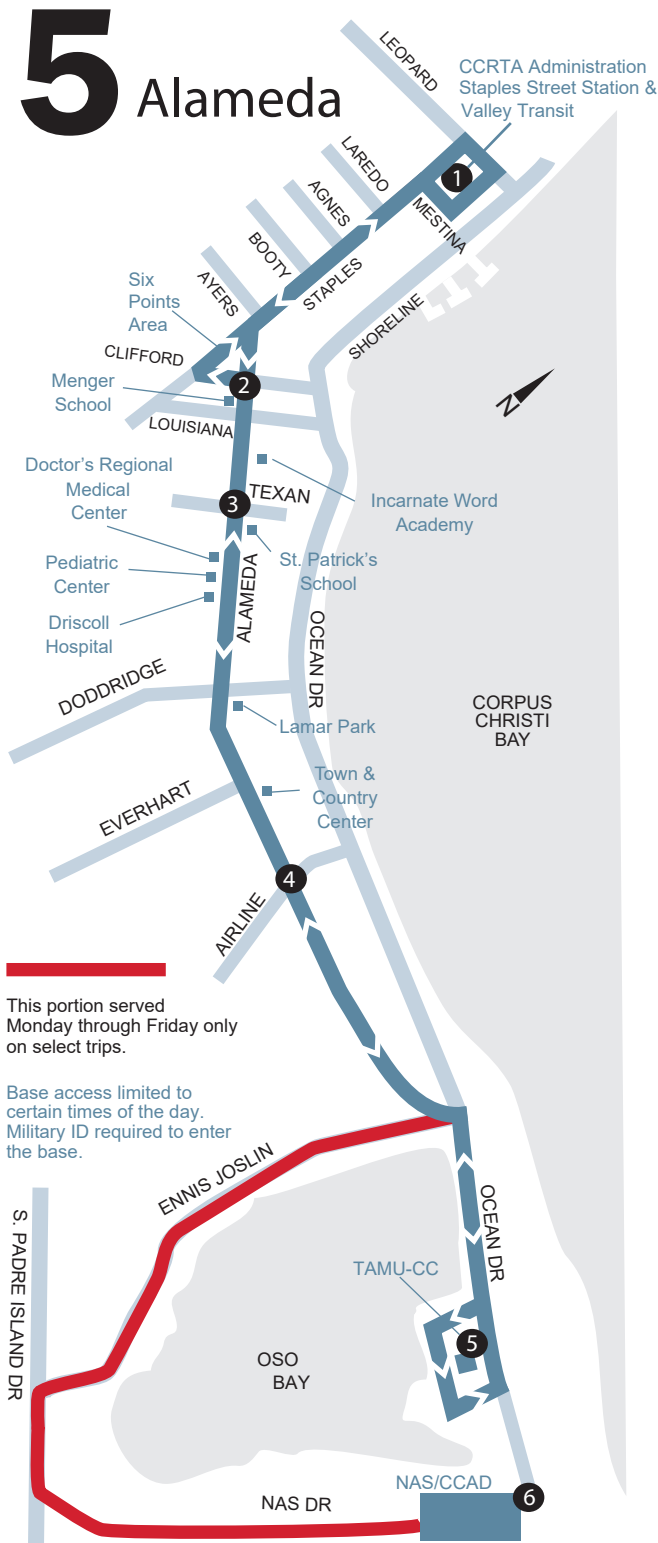 5 Alameda
LEOPARD
CCRTA Administration
Staples Street Station &
Valley Transit
1
LAREDO
AGNES
MESTINA
BOOTY
STAPLES
AYERS
Six
Points
Area
SHORELINE
CLIFFORD
2
Menger
School
N
LOUISIANA
Doctor's Regional
Medical
Center
TEXAN
3
Incarnate Word
Academy
Pediatric
Center
St. Patrick's
School
ALAMEDA
Driscoll
Hospital
OCEAN DR
DODDRIDGE
CORPUS
CHRISTI
BAY
Lamar Park
Town &
Country
Center
EVERHART
4
AIRLINE
This portion served
Monday through Friday only
on select trips.
Base access limited to
certain times of the day.
Military ID required to enter
the base.
ENNIS JOSLIN
S. PADRE ISLAND DR
OCEAN DR
TAMU-CC
5
OSO
BAY
NAS/CCAD
6
NAS DR